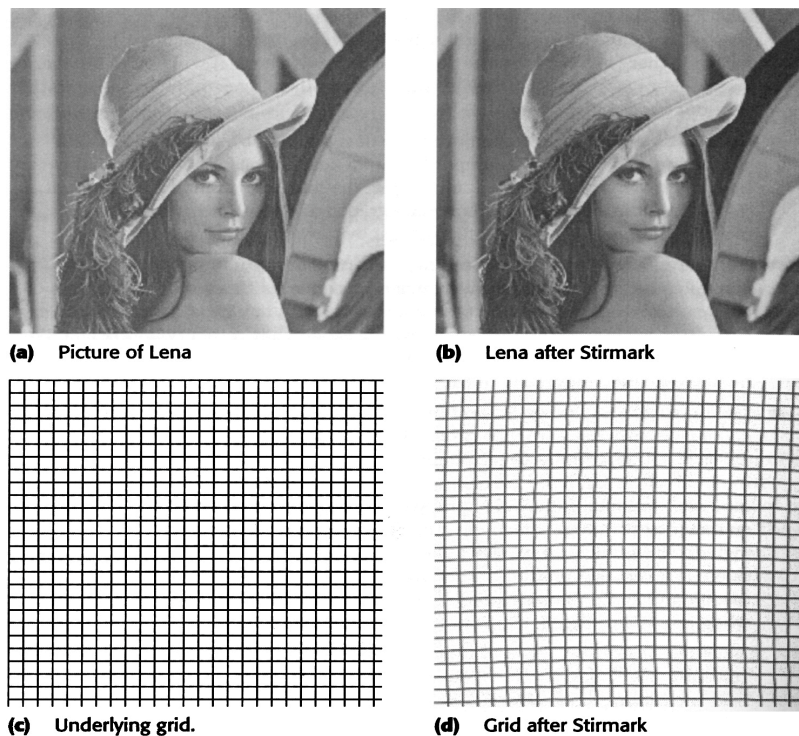 (a) Picture of Lena
(b) Lena after Stirmark
(c) Underlying grid.
(d) Grid after Stirmark